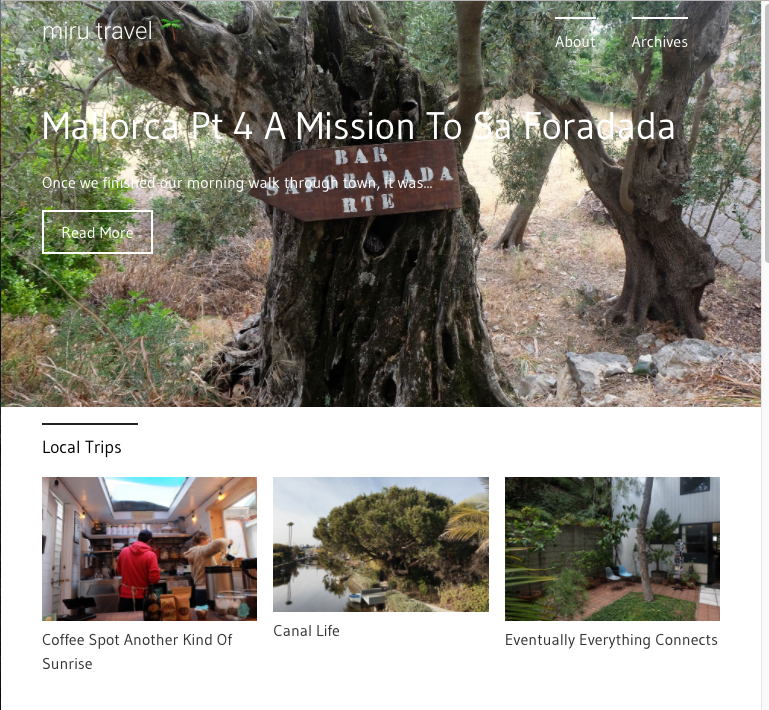 miru travel
About
Archives
Mallorca Pt 4 A Mission To Sa Foradada
BAR
SA FORADADA
RTE
Once we finished our morning walk through town, it was...
Read More
Local Trips
Coffee Spot Another Kind Of
Sunrise
Canal Life
Eventually Everything Connects